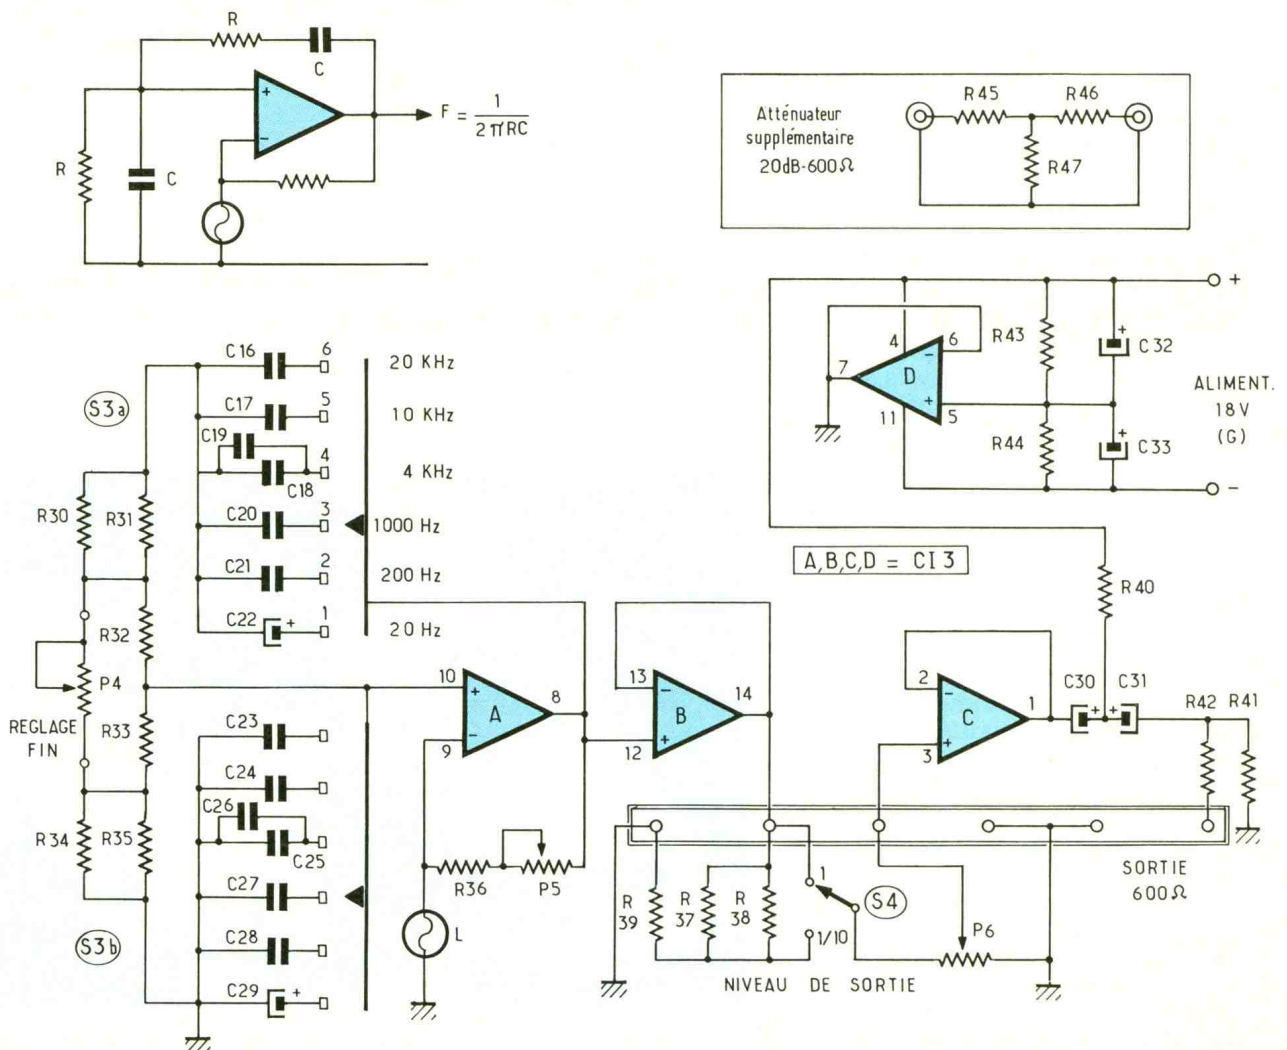 R
C
R
C
+
−
F = 1 / 2πRC
Atténuateur
supplémentaire
20dB-600Ω
R45
R46
R47
+
−
ALIMENT.
18V
(G)
4
6
7
D
−
+
11
5
R43
R44
+
C32
+
C33
A,B,C,D = CI3
S3a
C16
6
20 KHz
C17
5
10 KHz
C19
4
C18
4 KHz
C20
3
1000 Hz
C21
2
200 Hz
C22
+
1
20 Hz
R30
R31
R32
P4
REGLAGE
FIN
R33
R34
R35
S3b
C23
C24
C26
C25
C27
C28
C29
+
10
+
A
8
9
−
R36
P5
L
13
−
B
14
12
+
2
−
C
1
3
+
R40
C30
C31
+
+
R42
R41
R
39
R
37
R
38
1
S4
1/10
P6
SORTIE
600Ω
NIVEAU DE SORTIE